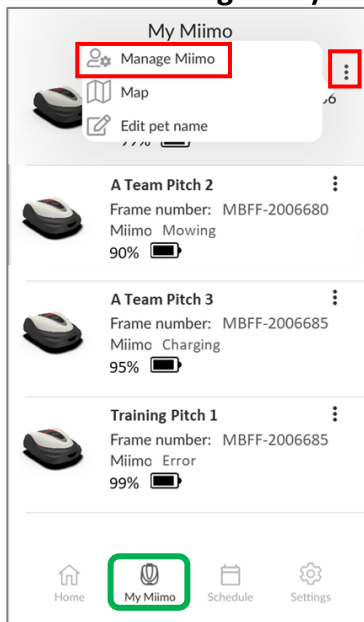 My Miimo
Manage Miimo
Map
Edit pet name
A Team Pitch 2
Frame number: MBFF-2006680
Miimo Mowing
90%
A Team Pitch 3
Frame number: MBFF-2006685
Miimo Charging
95%
Training Pitch 1
Frame number: MBFF-2006685
Miimo Error
99%
Home My Miimo Schedule Settings